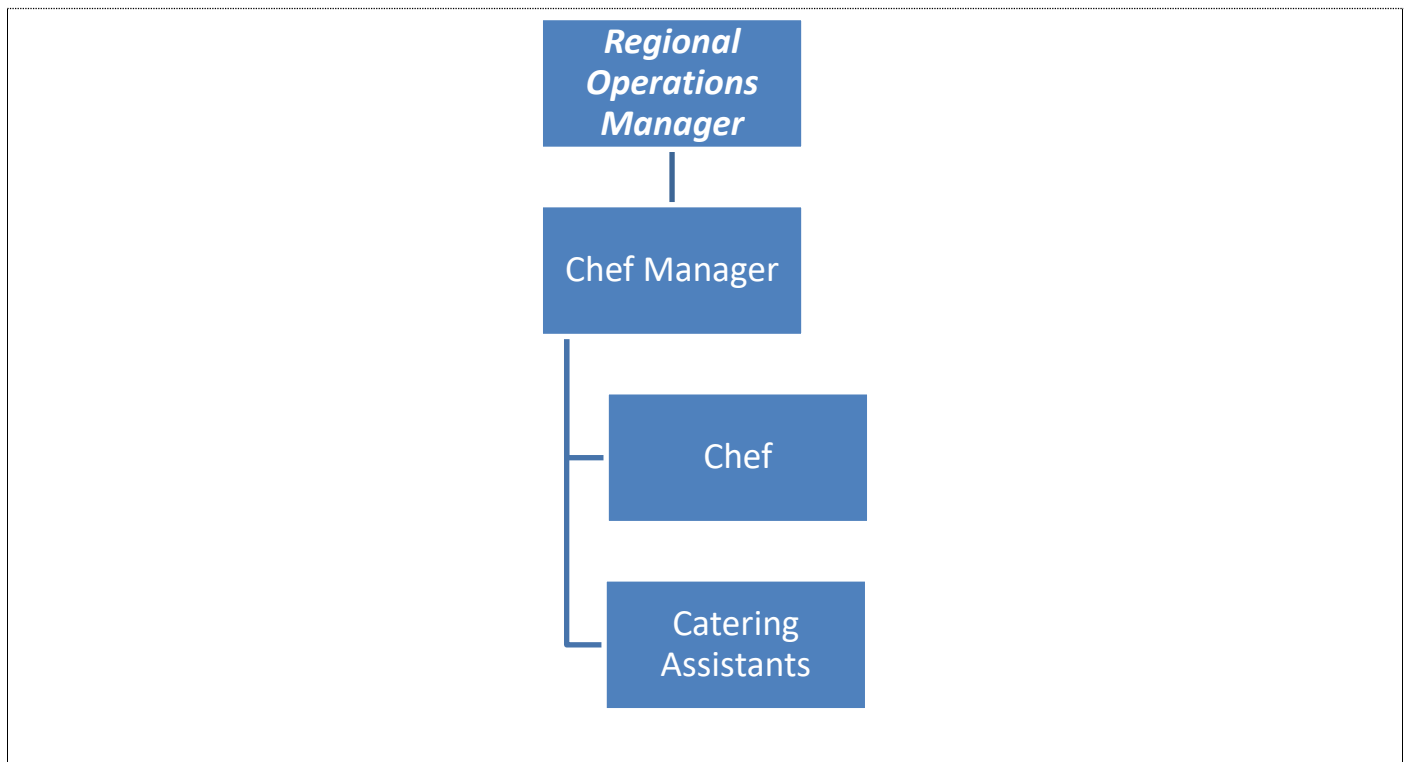 Regional
Operations
Manager
Chef Manager
Chef
Catering
Assistants